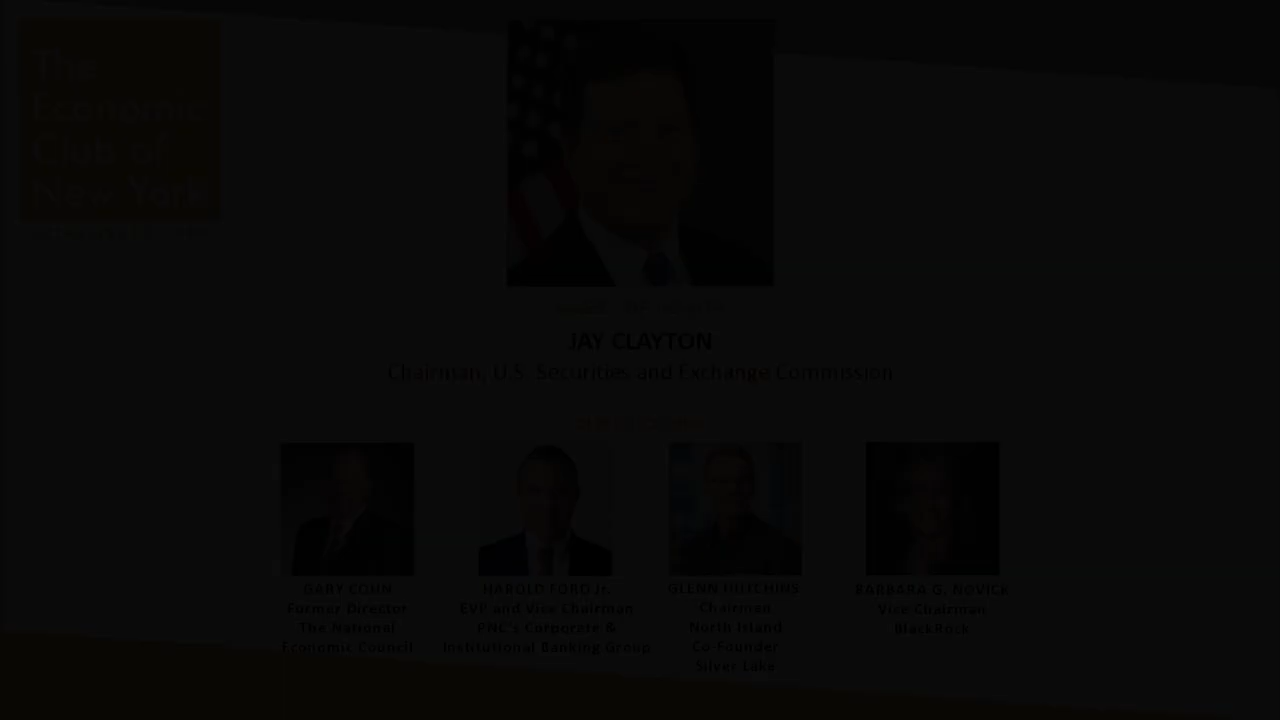 The
Economic
Club of
New York
JAY CLAYTON
Chairman, U.S. Securities and Exchange Commission
GARY COHN
Former Director
The National
Economic Council
HAROLD FORD Jr.
EVP and Vice Chairman
PNC's Corporate &
Institutional Banking Group
GLENN HUTCHINS
Chairman
North Island
Co-Founder
Silver Lake
BARBARA G. NOVICK
Vice Chairman
BlackRock